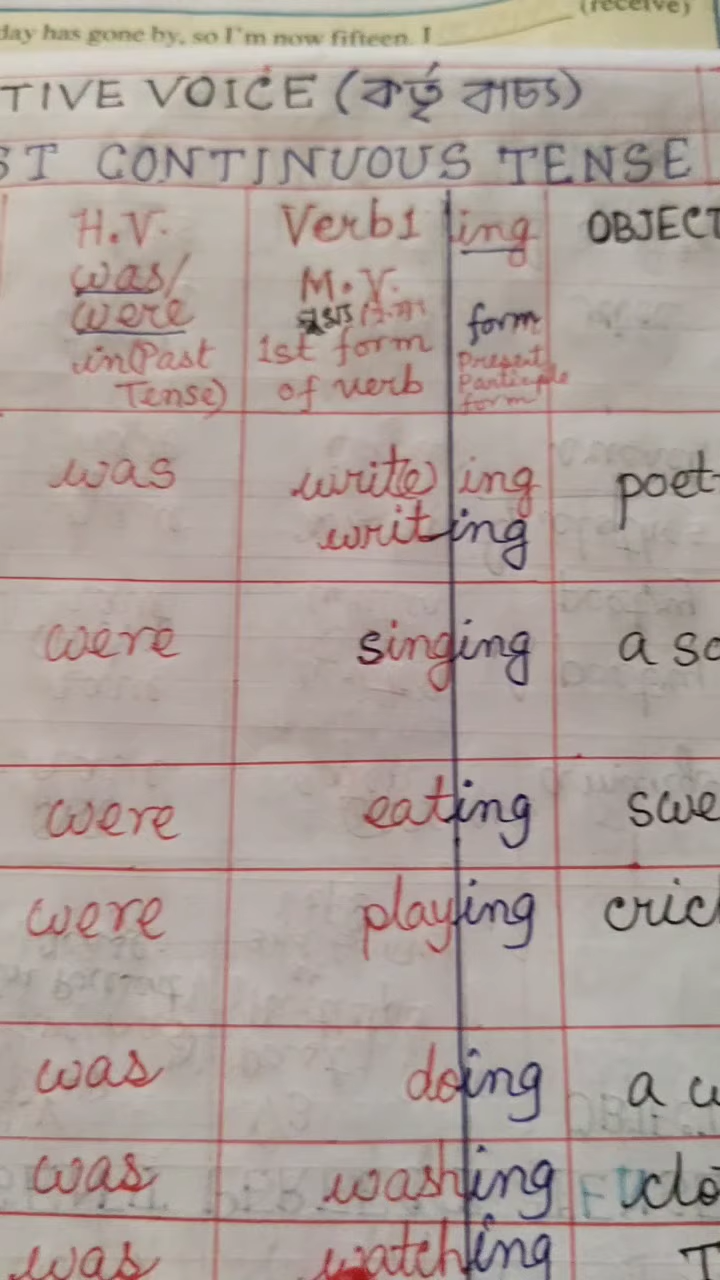 (receive)
day has gone by, so I'm now fifteen. I
TIVE VOICE (কর্তৃ বাচ্য)
ST CONTINUOUS TENSE
H.V. Verb1 ing OBJECT
was/ M.V.
were form
in (Past 1st form Present
Tense) of verb Participle
form
was write) ing poet
writing
were singing a so
were eating swe
were playing crick
was doing a w
was washing clo
was watching T